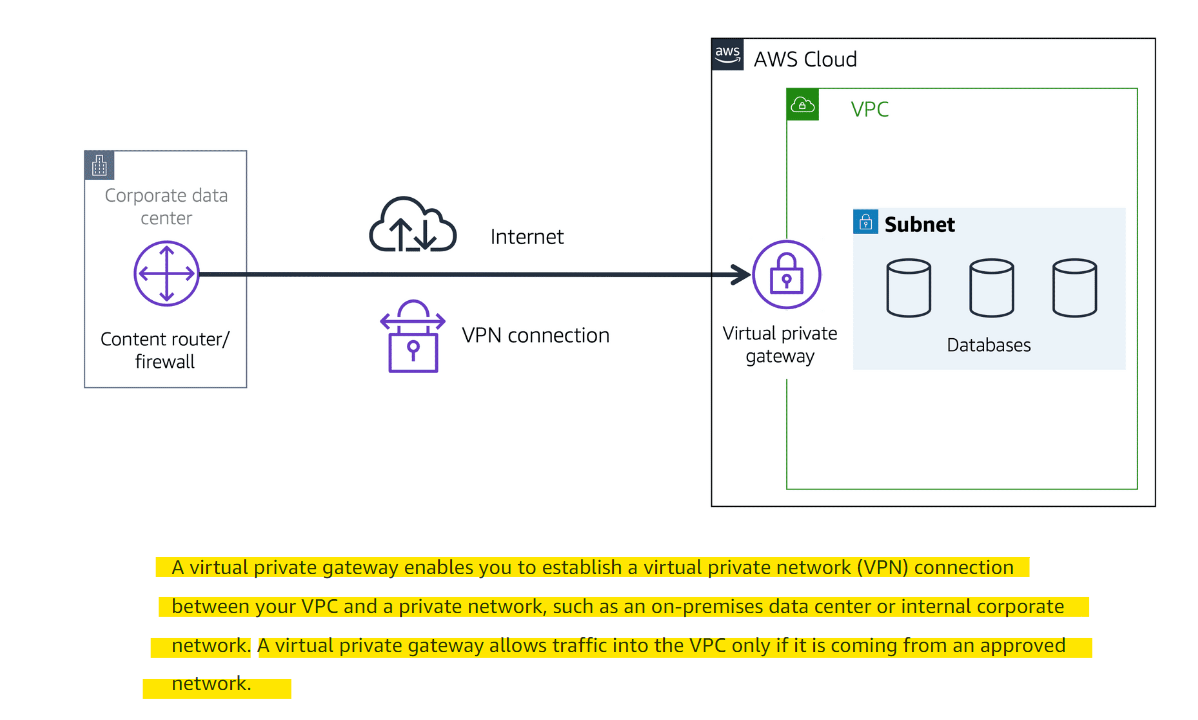 aws
AWS Cloud
VPC
Corporate data
center
Subnet
Internet
Content router/
firewall
VPN connection
Virtual private
gateway
Databases
A virtual private gateway enables you to establish a virtual private network (VPN) connection
between your VPC and a private network, such as an on-premises data center or internal corporate
network. A virtual private gateway allows traffic into the VPC only if it is coming from an approved
network.